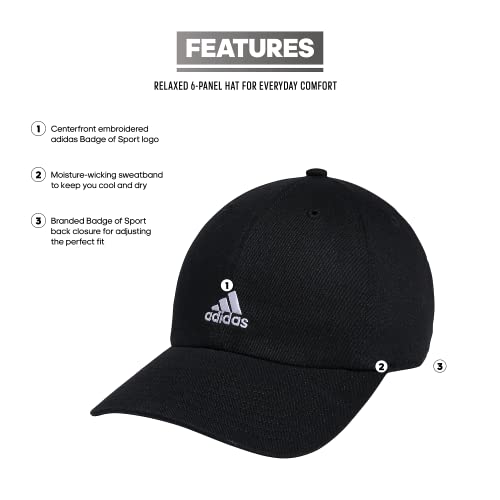 FEATURES
RELAXED 6-PANEL HAT FOR EVERYDAY COMFORT
1 Centerfront embroidered
adidas Badge of Sport logo
2 Moisture-wicking sweatband
to keep you cool and dry
3 Branded Badge of Sport
back closure for adjusting
the perfect fit
1
adidas
2
3